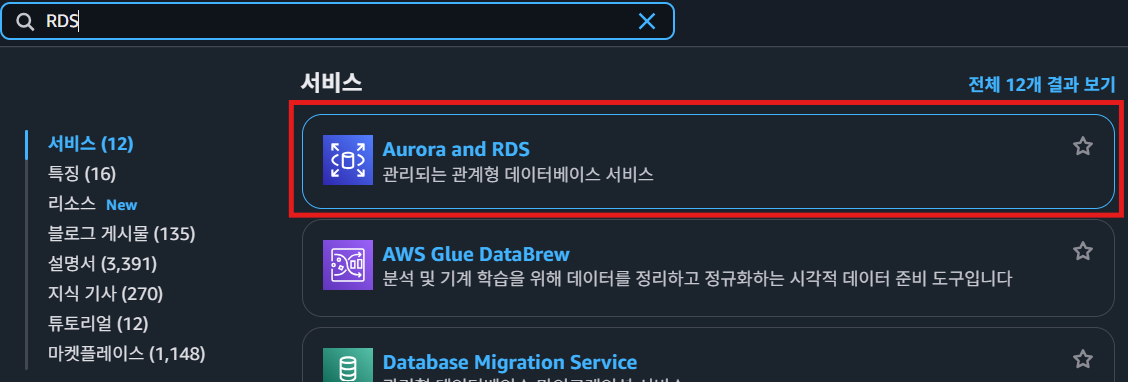 RDS
서비스
전체 12개 결과 보기
서비스 (12)
특징 (16)
리소스 New
블로그 게시물 (135)
설명서 (3,391)
지식 기사 (270)
튜토리얼 (12)
마켓플레이스 (1,148)
Aurora and RDS
관리되는 관계형 데이터베이스 서비스
AWS Glue DataBrew
분석 및 기계 학습을 위해 데이터를 정리하고 정규화하는 시각적 데이터 준비 도구입니다
Database Migration Service